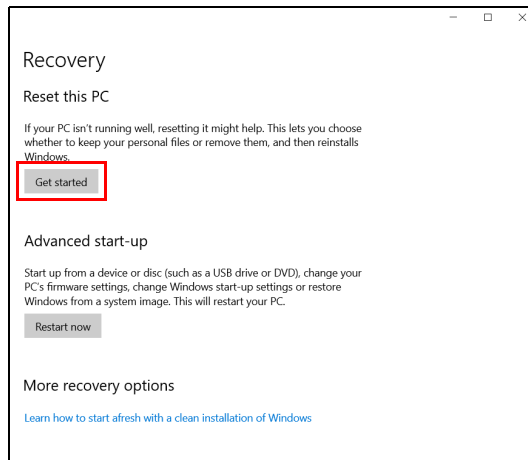 Recovery
Reset this PC
If your PC isn't running well, resetting it might help. This lets you choose
whether to keep your personal files or remove them, and then reinstalls
Windows.
Get started
Advanced start-up
Start up from a device or disc (such as a USB drive or DVD), change your
PC's firmware settings, change Windows start-up settings or restore
Windows from a system image. This will restart your PC.
Restart now
More recovery options
Learn how to start afresh with a clean installation of Windows